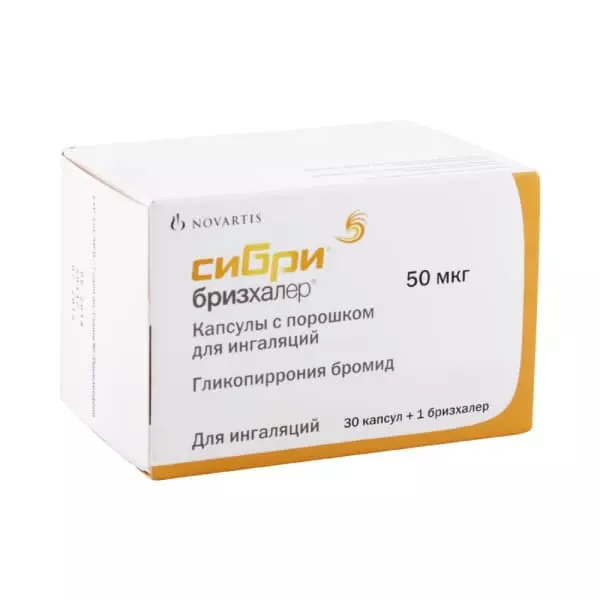 NOVARTIS
сибри®
бризхалер®
50 мкг
Капсулы с порошком
для ингаляций
Гликопиррония бромид
Для ингаляций
30 капсул + 1 бризхалер